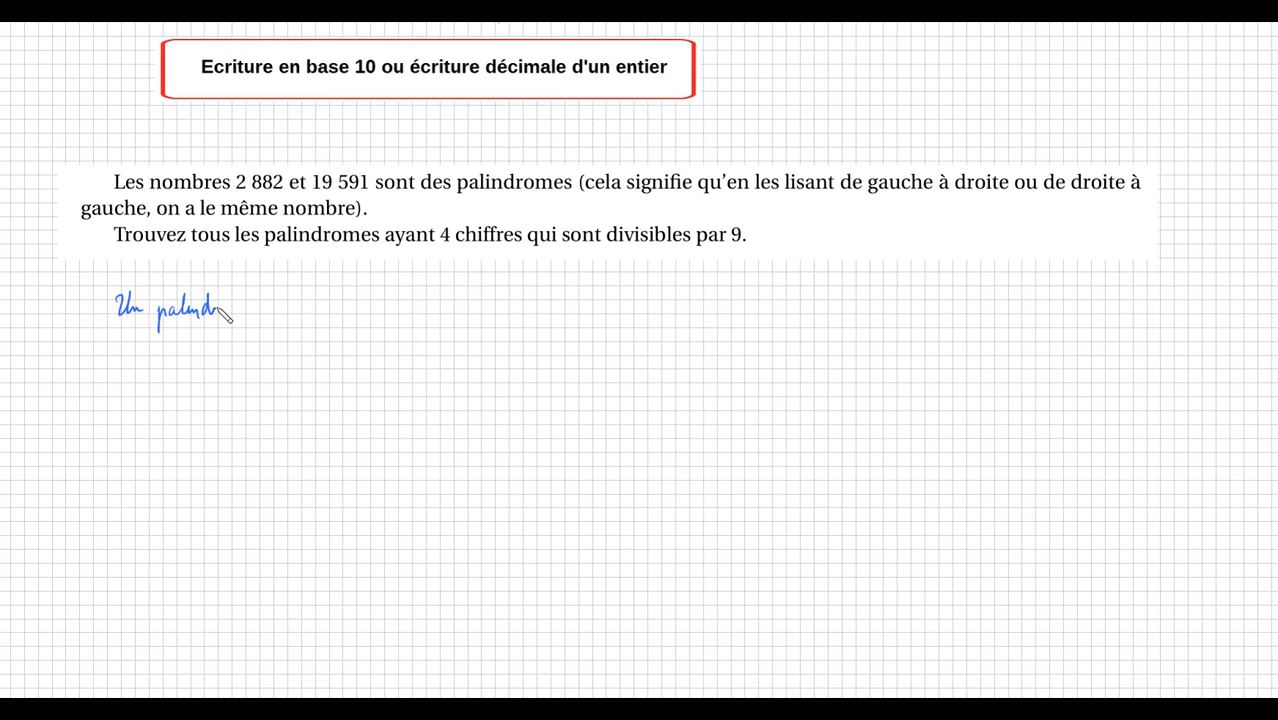 Ecriture en base 10 ou écriture décimale d'un entier
Les nombres 2 882 et 19 591 sont des palindromes (cela signifie qu'en les lisant de gauche à droite ou de droite à
gauche, on a le même nombre).
Trouvez tous les palindromes ayant 4 chiffres qui sont divisibles par 9.
Un palind